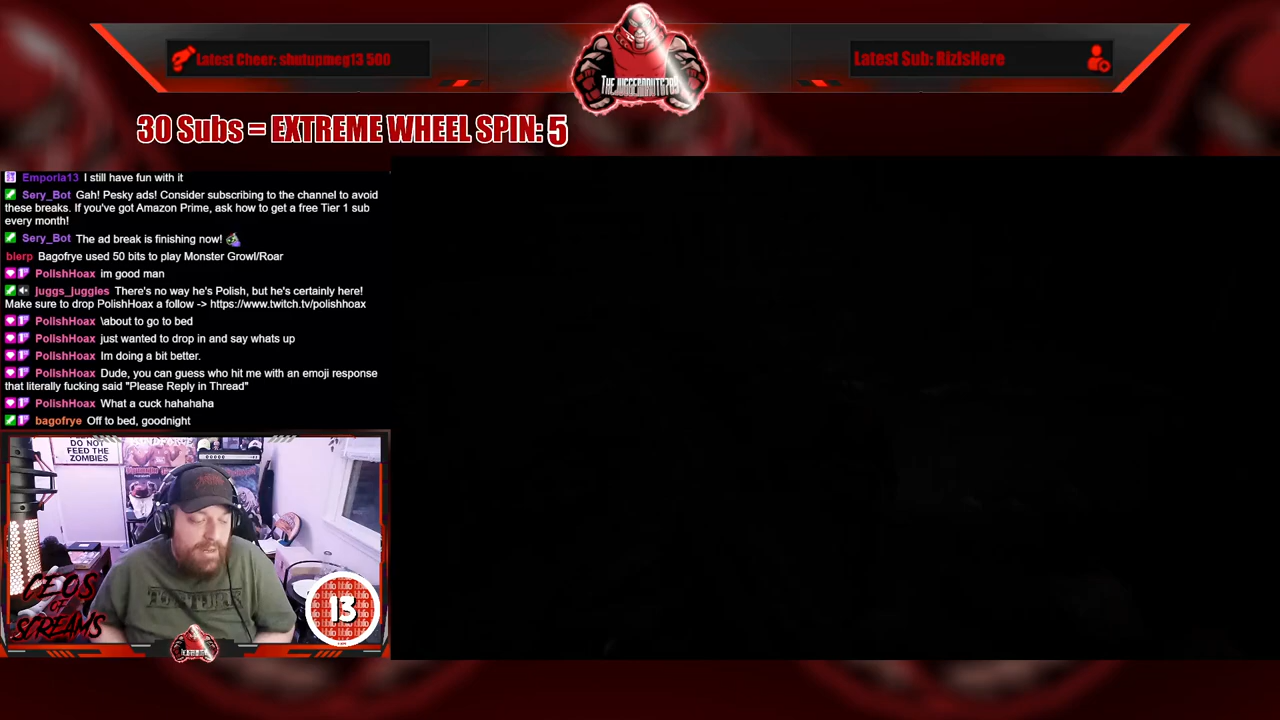 Latest Cheer: shutupmeg13 500
Latest Sub: RizIsHere
30 Subs = EXTREME WHEEL SPIN: 5
Emporia13 I still have fun with it
Sery_Bot Gah! Pesky ads! Consider subscribing to the channel to avoid
these breaks. If you've got Amazon Prime, ask how to get a free Tier 1 sub
every month!
Sery_Bot The ad break is finishing now!
blerp Bagofrye used 50 bits to play Monster Growl/Roar
PolishHoax im good man
juggs_juggles There's no way he's Polish, but he's certainly here!
Make sure to drop PolishHoax a follow -> https://www.twitch.tv/polishhoax
PolishHoax \about to go to bed
PolishHoax just wanted to drop in and say whats up
PolishHoax Im doing a bit better.
PolishHoax Dude, you can guess who hit me with an emoji response
that literally fucking said "Please Reply in Thread"
PolishHoax What a cuck hahahaha
bagofrye Off to bed, goodnight
DO NOT
FEED THE
ZOMBIES
CEOS
OF
SCREAMS
13